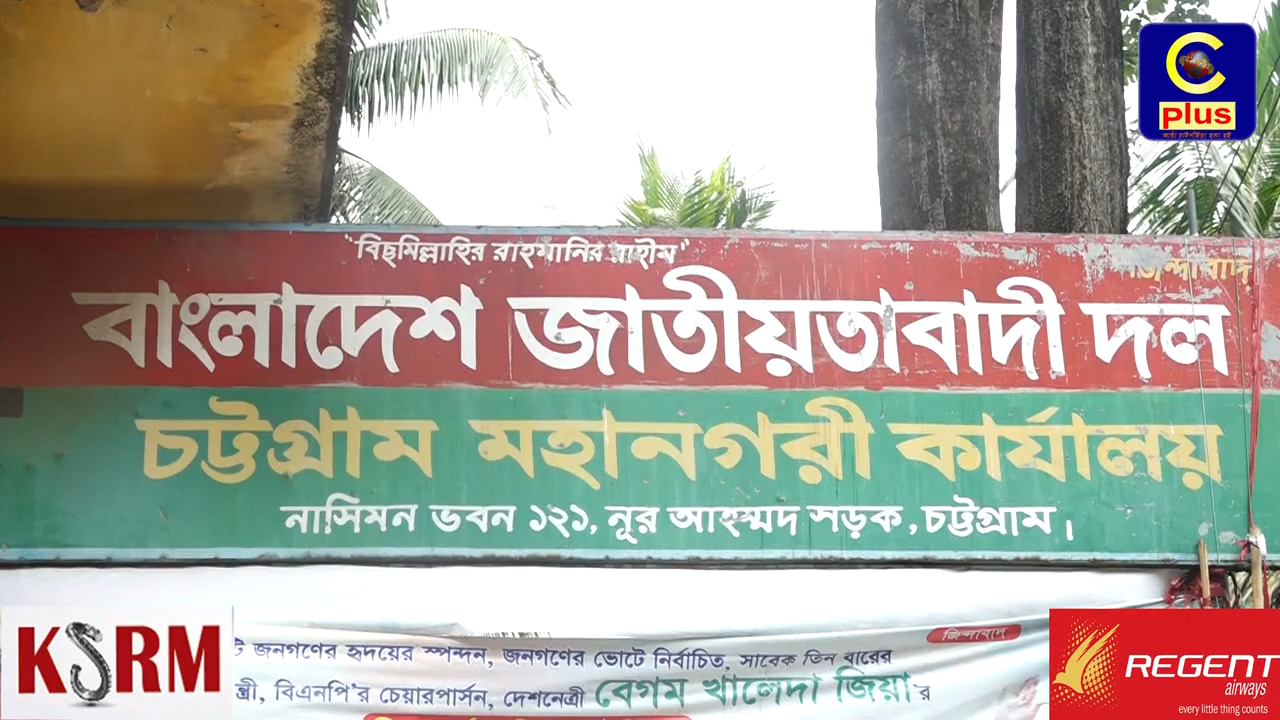 C
plus
"বিছমিল্লাহির রাহমানির রাহীম"
জিন্দাবাদ
বাংলাদেশ জাতীয়তাবাদী দল
চট্টগ্রাম মহানগরী কার্যালয়
নাসিমন ভবন ১২১, নূর আহম্মদ সড়ক, চট্টগ্রাম।
জিন্দাবাদ
জনগণের হৃদয়ের স্পন্দন, জনগণের ভোটে নির্বাচিত, সাবেক তিন বারের
বিএনপি'র চেয়ারপার্সন, দেশনেত্রী বেগম খালেদা জিয়া'র
KSRM
REGENT
airways
every little thing counts